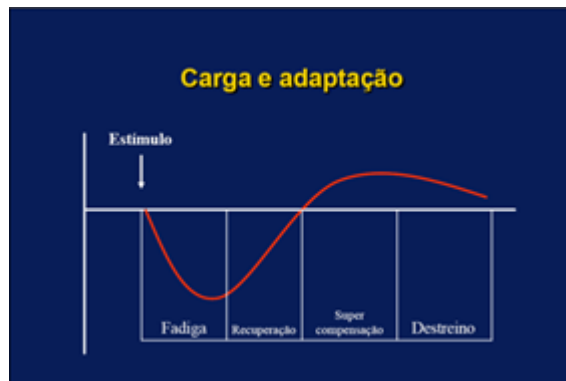 Carga e adaptação
Estímulo
Fadiga
Recuperação
Super
compensação
Destreino